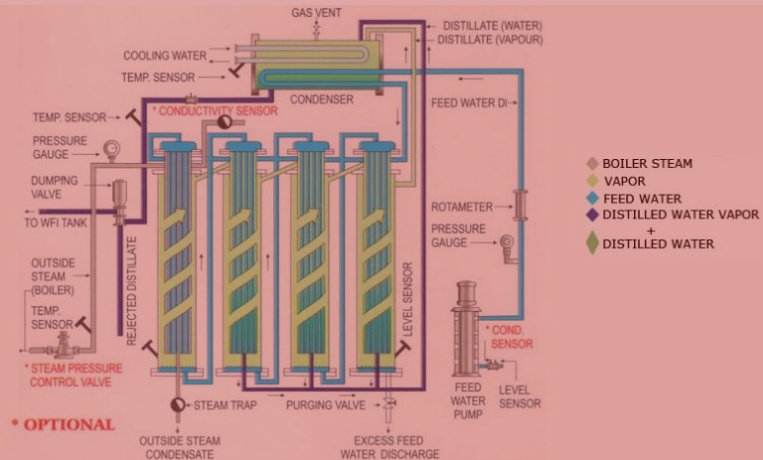 GAS VENT
DISTILLATE (WATER)
DISTILLATE (VAPOUR)
COOLING WATER
TEMP. SENSOR
CONDENSER
* CONDUCTIVITY SENSOR
FEED WATER DI
TEMP. SENSOR
PRESSURE
GAUGE
DUMPING
VALVE
TO WFI TANK
REJECTED DISTILLATE
OUTSIDE
STEAM
(BOILER)
TEMP.
SENSOR
* STEAM PRESSURE
CONTROL VALVE
LEVEL SENSOR
ROTAMETER
PRESSURE
GAUGE
* COND.
SENSOR
FEED
WATER
PUMP
LEVEL
SENSOR
STEAM TRAP
PURGING VALVE
OUTSIDE STEAM
CONDENSATE
EXCESS FEED
WATER DISCHARGE
* OPTIONAL
BOILER STEAM
VAPOR
FEED WATER
DISTILLED WATER VAPOR
+
DISTILLED WATER